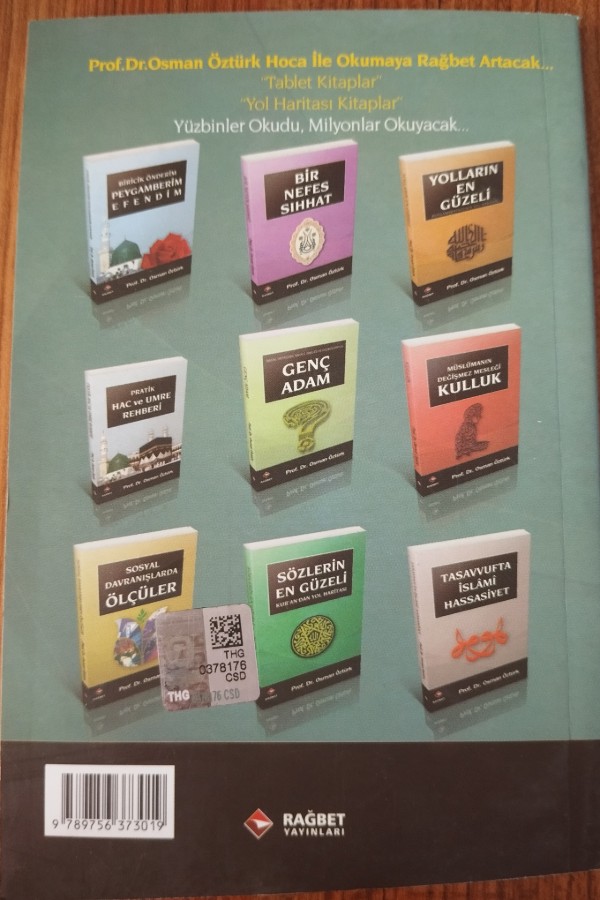 Prof.Dr.Osman Öztürk Hoca İle Okumaya Rağbet Artacak...
"Tablet Kitaplar"
"Yol Haritası Kitaplar"
Yüzbinler Okudu, Milyonlar Okuyacak...
BİRİCİK ÖNDERİM
PEYGAMBERİM
EFENDİM
Prof. Dr. Osman Öztürk
BİR
NEFES
SIHHAT
Prof. Dr. Osman Öztürk
YOLLARIN
EN
GÜZELİ
Prof. Dr. Osman Öztürk
PRATİK
HAC ve UMRE
REHBERİ
Prof. Dr. Osman Öztürk
GENÇ
ADAM
Prof. Dr. Osman Öztürk
MÜSLÜMANIN
DEĞİŞMEZ MESLEĞİ
KULLUK
Prof. Dr. Osman Öztürk
SOSYAL
DAVRANIŞLARDA
ÖLÇÜLER
SÖZLERİN
EN GÜZELİ
KUR'AN'DAN YOL HARİTASI
Prof. Dr. Osman Öztürk
TASAVVUFTA
İSLÂMİ
HASSASİYET
Prof. Dr. Osman Öztürk
THG
0378176
CSD
THG
76 CSD
9 789756 373019
RAĞBET
YAYINLARI